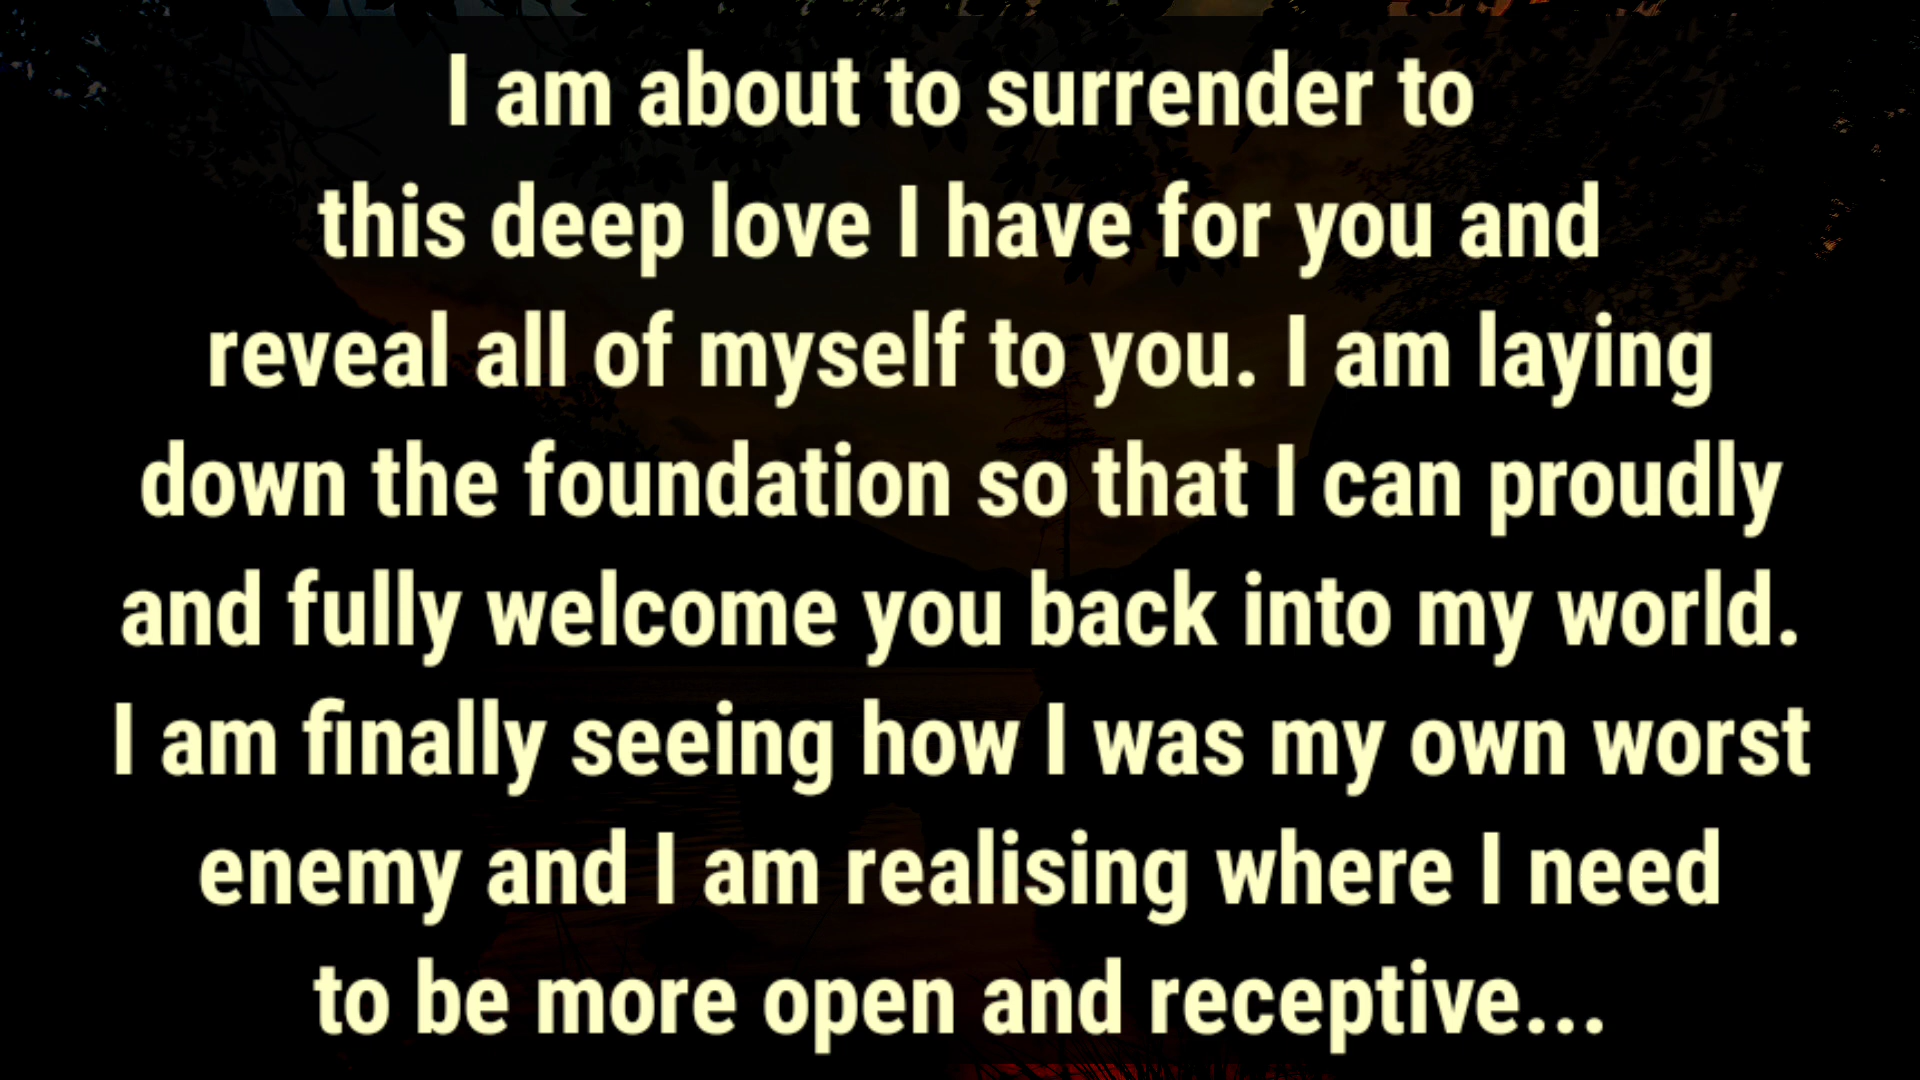 I am about to surrender to
this deep love I have for you and
reveal all of myself to you. I am laying
down the foundation so that I can proudly
and fully welcome you back into my world.
I am finally seeing how I was my own worst
enemy and I am realising where I need
to be more open and receptive...